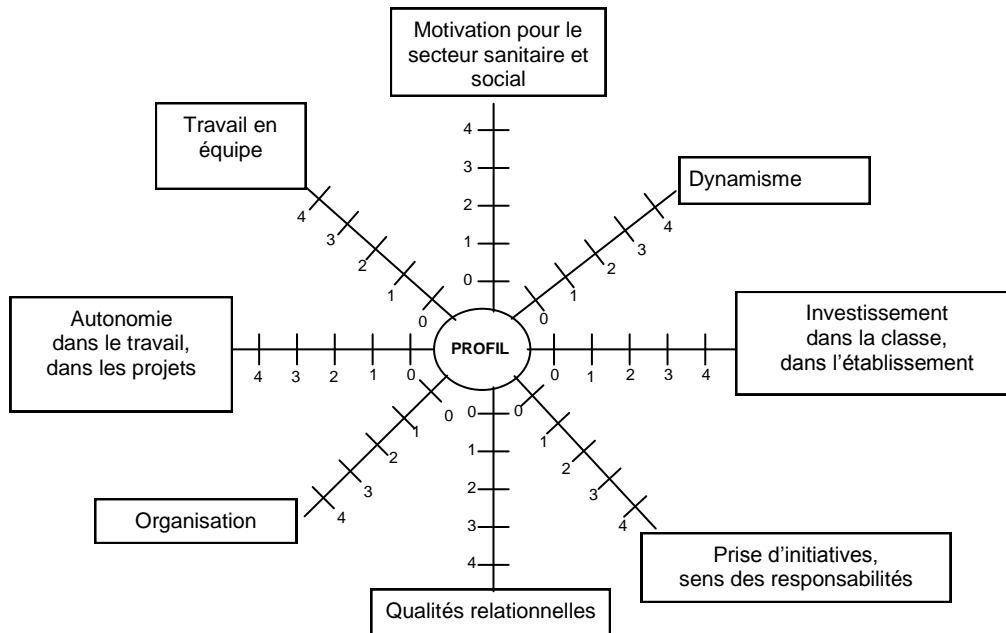 Motivation pour le
secteur sanitaire et
social
4
3
2
1
0
Travail en
équipe
4
3
2
1
0
Dynamisme
4
3
2
1
0
Autonomie
dans le travail,
dans les projets
4
3
2
1
0
PROFIL
0
1
2
3
4
Investissement
dans la classe,
dans l'établissement
0
1
2
3
4
Organisation
0
1
2
3
4
Qualités relationnelles
0
1
2
3
4
Prise d'initiatives,
sens des responsabilités